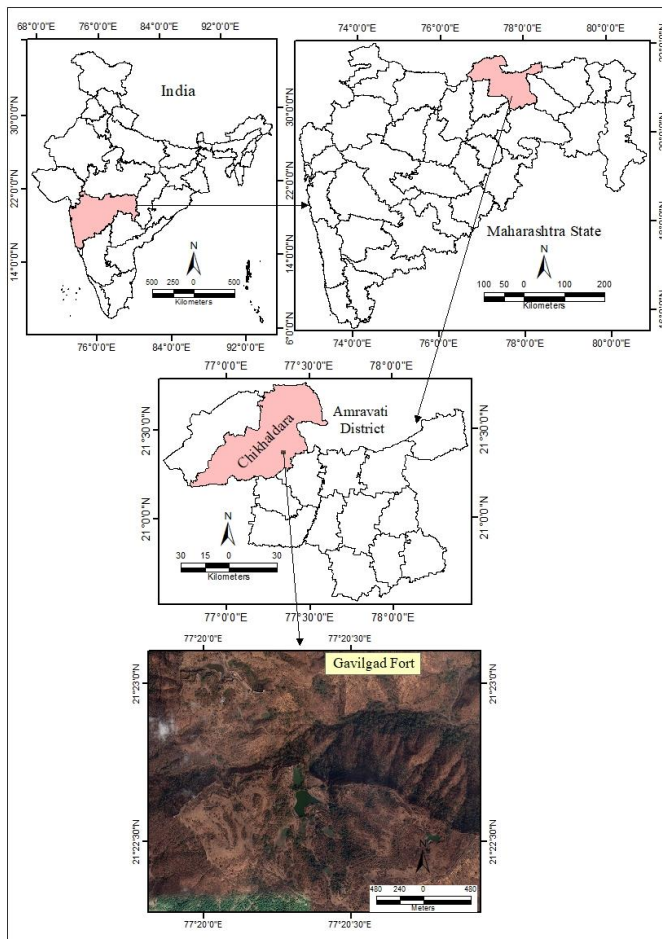 68°0'0"E 76°0'0"E 84°0'0"E 92°0'0"E
India
30°0'0"N
22°0'0"N
14°0'0"N
6°0'0"N
N
500 250 0 500
Kilometers
76°0'0"E 84°0'0"E 92°0'0"E
74°0'0"E 76°0'0"E 78°0'0"E 80°0'0"E
30°0'0"N
22°0'0"N
14°0'0"N
Maharashtra State
N
100 50 0 100 200
Kilometers
74°0'0"E 76°0'0"E 78°0'0"E 80°0'0"E
77°0'0"E 77°30'0"E 78°0'0"E
21°30'0"N
21°0'0"N
Amravati
District
Chikhaldara
21°30'0"N
21°0'0"N
N
30 15 0 30
Kilometers
77°0'0"E 77°30'0"E 78°0'0"E
77°20'0"E 77°20'30"E
Gavilgad Fort
21°23'0"N
21°22'30"N
21°23'0"N
21°22'30"N
N
480 240 0 480
Meters
77°20'0"E 77°20'30"E